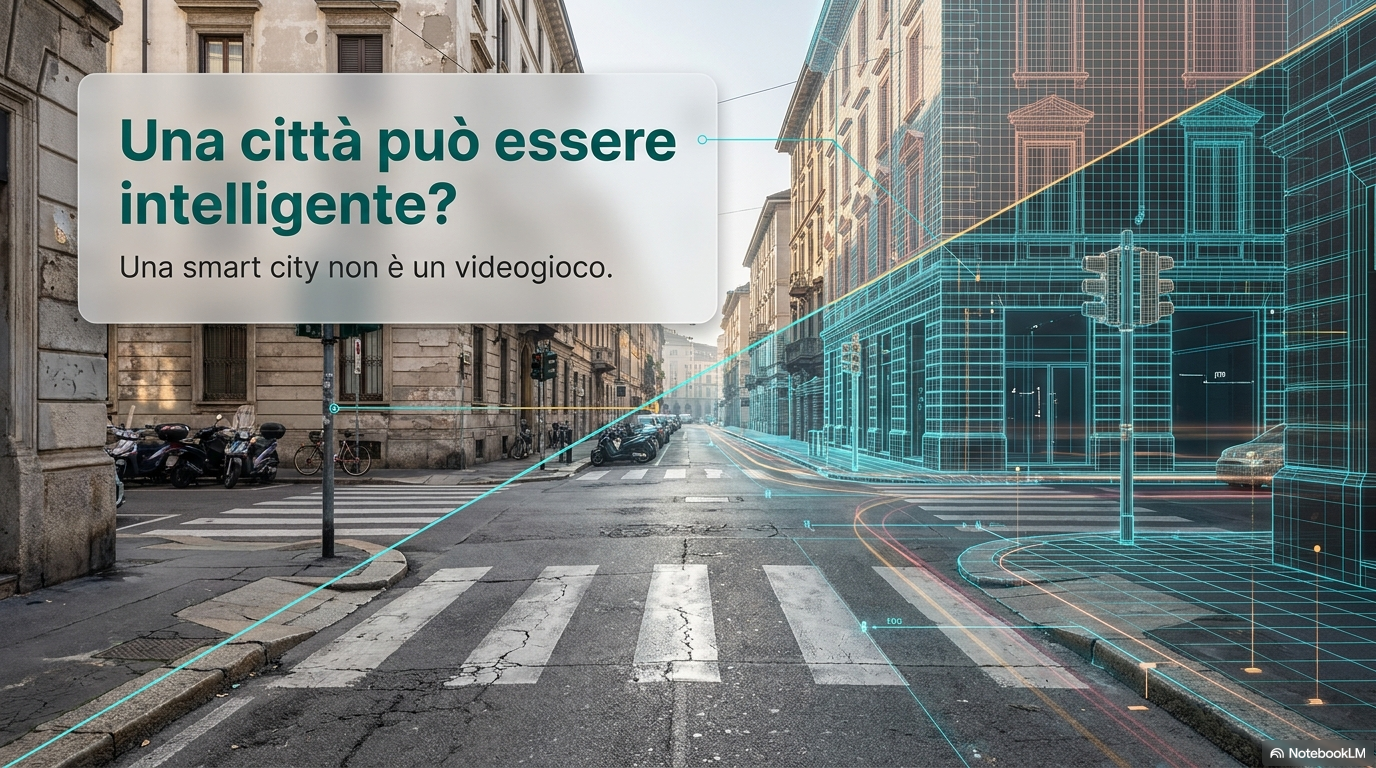 Una città può essere
intelligente?
Una smart city non è un videogioco.
NotebookLM